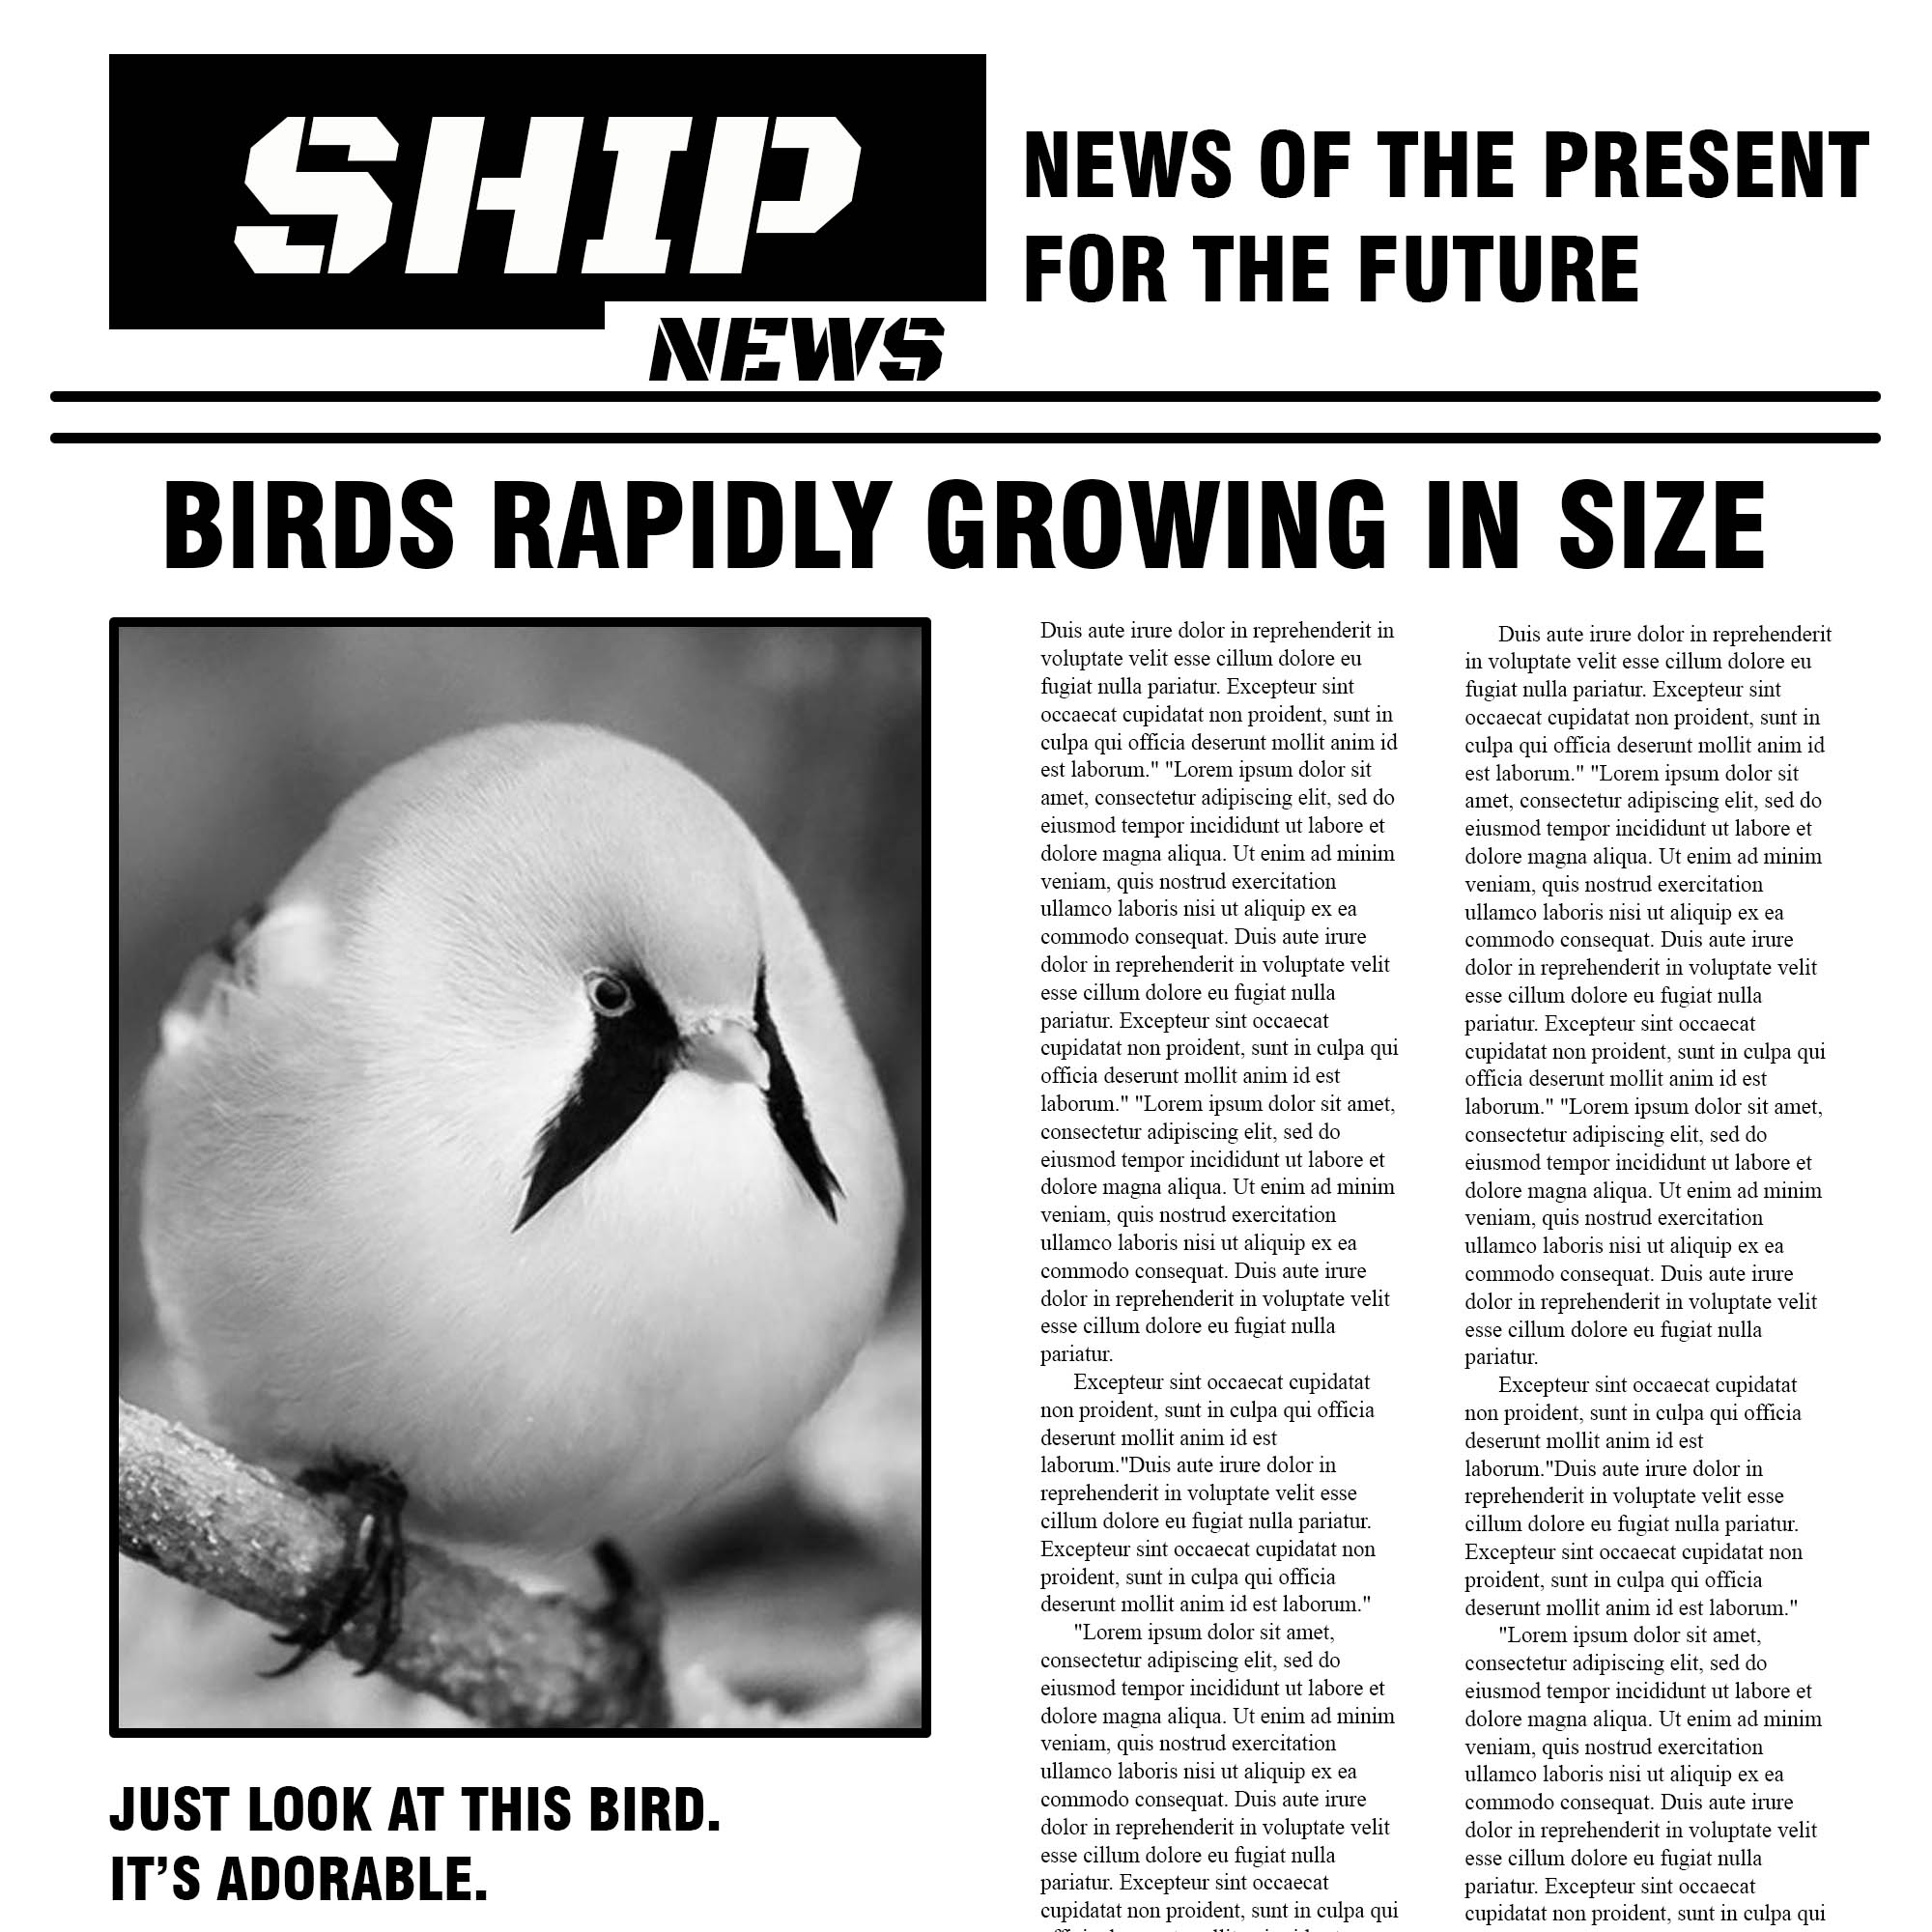 SHIP
NEWS
NEWS OF THE PRESENT
FOR THE FUTURE
BIRDS RAPIDLY GROWING IN SIZE
JUST LOOK AT THIS BIRD.
IT’S ADORABLE.
Duis aute irure dolor in reprehenderit in
voluptate velit esse cillum dolore eu
fugiat nulla pariatur. Excepteur sint
occaecat cupidatat non proident, sunt in
culpa qui officia deserunt mollit anim id
est laborum." "Lorem ipsum dolor sit
amet, consectetur adipiscing elit, sed do
eiusmod tempor incididunt ut labore et
dolore magna aliqua. Ut enim ad minim
veniam, quis nostrud exercitation
ullamco laboris nisi ut aliquip ex ea
commodo consequat. Duis aute irure
dolor in reprehenderit in voluptate velit
esse cillum dolore eu fugiat nulla
pariatur. Excepteur sint occaecat
cupidatat non proident, sunt in culpa qui
officia deserunt mollit anim id est
laborum." "Lorem ipsum dolor sit amet,
consectetur adipiscing elit, sed do
eiusmod tempor incididunt ut labore et
dolore magna aliqua. Ut enim ad minim
veniam, quis nostrud exercitation
ullamco laboris nisi ut aliquip ex ea
commodo consequat. Duis aute irure
dolor in reprehenderit in voluptate velit
esse cillum dolore eu fugiat nulla
pariatur.
Excepteur sint occaecat cupidatat
non proident, sunt in culpa qui officia
deserunt mollit anim id est
laborum."Duis aute irure dolor in
reprehenderit in voluptate velit esse
cillum dolore eu fugiat nulla pariatur.
Excepteur sint occaecat cupidatat non
proident, sunt in culpa qui officia
deserunt mollit anim id est laborum."
"Lorem ipsum dolor sit amet,
consectetur adipiscing elit, sed do
eiusmod tempor incididunt ut labore et
dolore magna aliqua. Ut enim ad minim
veniam, quis nostrud exercitation
ullamco laboris nisi ut aliquip ex ea
commodo consequat. Duis aute irure
dolor in reprehenderit in voluptate velit
esse cillum dolore eu fugiat nulla
pariatur. Excepteur sint occaecat
cupidatat non proident, sunt in culpa qui
Duis aute irure dolor in reprehenderit
in voluptate velit esse cillum dolore eu
fugiat nulla pariatur. Excepteur sint
occaecat cupidatat non proident, sunt in
culpa qui officia deserunt mollit anim id
est laborum." "Lorem ipsum dolor sit
amet, consectetur adipiscing elit, sed do
eiusmod tempor incididunt ut labore et
dolore magna aliqua. Ut enim ad minim
veniam, quis nostrud exercitation
ullamco laboris nisi ut aliquip ex ea
commodo consequat. Duis aute irure
dolor in reprehenderit in voluptate velit
esse cillum dolore eu fugiat nulla
pariatur. Excepteur sint occaecat
cupidatat non proident, sunt in culpa qui
officia deserunt mollit anim id est
laborum." "Lorem ipsum dolor sit amet,
consectetur adipiscing elit, sed do
eiusmod tempor incididunt ut labore et
dolore magna aliqua. Ut enim ad minim
veniam, quis nostrud exercitation
ullamco laboris nisi ut aliquip ex ea
commodo consequat. Duis aute irure
dolor in reprehenderit in voluptate velit
esse cillum dolore eu fugiat nulla
pariatur.
Excepteur sint occaecat cupidatat
non proident, sunt in culpa qui officia
deserunt mollit anim id est
laborum."Duis aute irure dolor in
reprehenderit in voluptate velit esse
cillum dolore eu fugiat nulla pariatur.
Excepteur sint occaecat cupidatat non
proident, sunt in culpa qui officia
deserunt mollit anim id est laborum."
"Lorem ipsum dolor sit amet,
consectetur adipiscing elit, sed do
eiusmod tempor incididunt ut labore et
dolore magna aliqua. Ut enim ad minim
veniam, quis nostrud exercitation
ullamco laboris nisi ut aliquip ex ea
commodo consequat. Duis aute irure
dolor in reprehenderit in voluptate velit
esse cillum dolore eu fugiat nulla
pariatur. Excepteur sint occaecat
cupidatat non proident, sunt in culpa qui